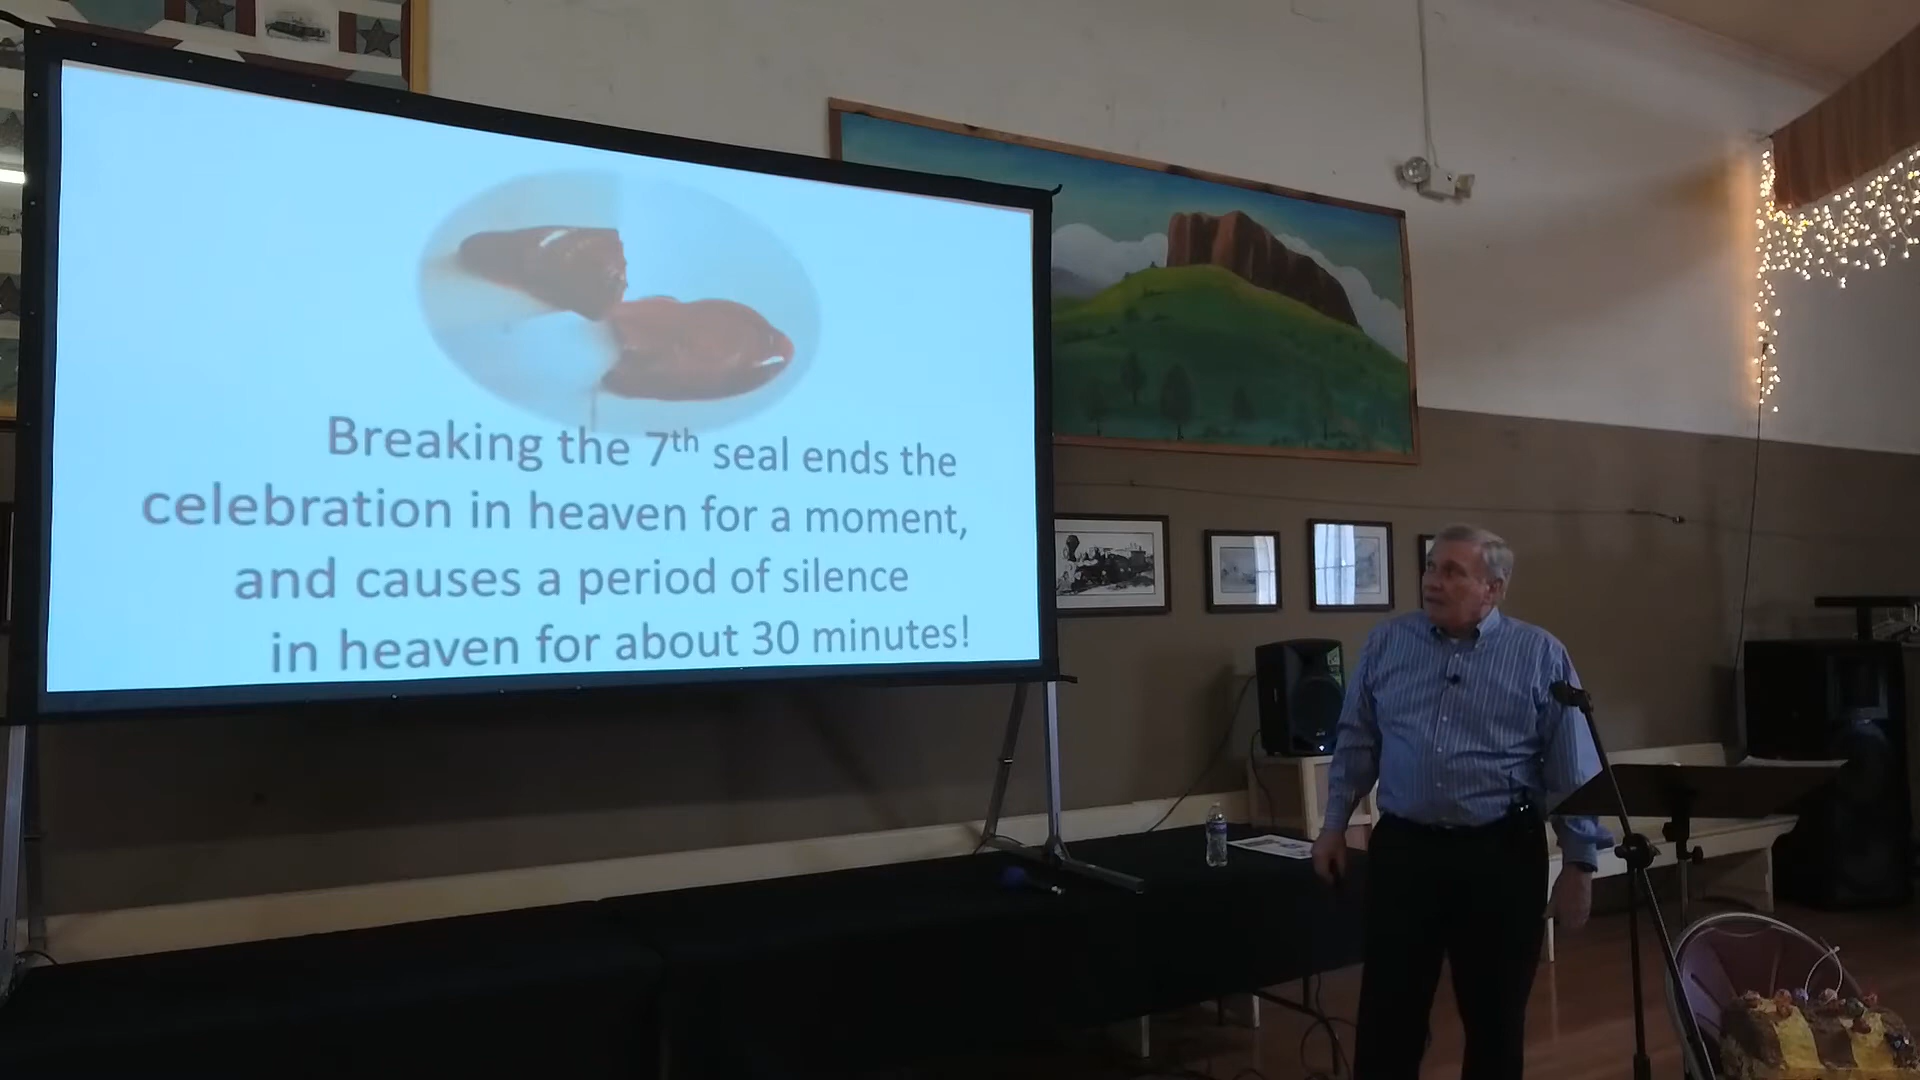 Breaking the 7th seal ends the
celebration in heaven for a moment,
and causes a period of silence
in heaven for about 30 minutes!